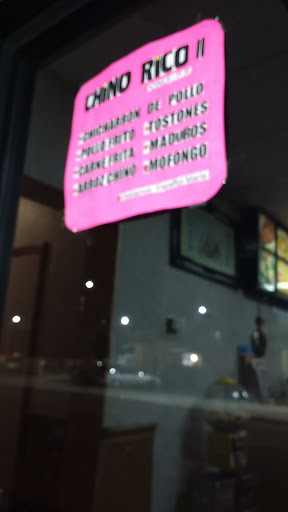 CHINO RICO II
CHICHARRON DE POLLO
POLLO FRITO TOSTONES
CARNE FRITA MADUROS
ARROZ CHINO MOFONGO